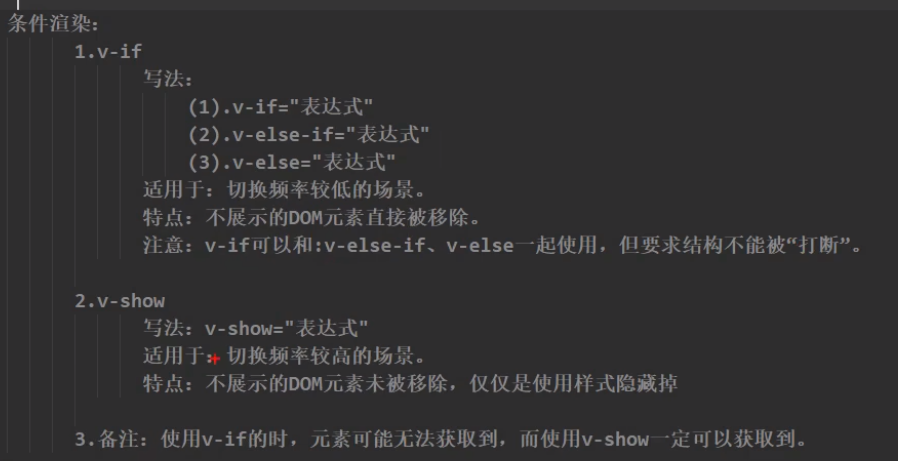 条件渲染:
1.v-if
写法:
(1).v-if="表达式"
(2).v-else-if="表达式"
(3).v-else="表达式"
适用于: 切换频率较低的场景。
特点: 不展示的DOM元素直接被移除。
注意: v-if可以和:v-else-if、v-else一起使用，但要求结构不能被“打断”。
2.v-show
写法: v-show="表达式"
适用于: 切换频率较高的场景。
特点: 不展示的DOM元素未被移除，仅仅是使用样式隐藏掉
3.备注: 使用v-if的时，元素可能无法获取到，而使用v-show一定可以获取到。